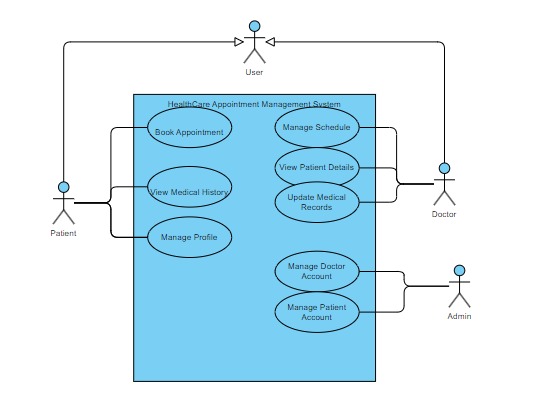 User
HealthCare Appointment Management System
Book Appointment
Manage Schedule
View Patient Details
View Medical History
Update Medical
Records
Patient
Doctor
Manage Profile
Manage Doctor
Account
Manage Patient
Account
Admin